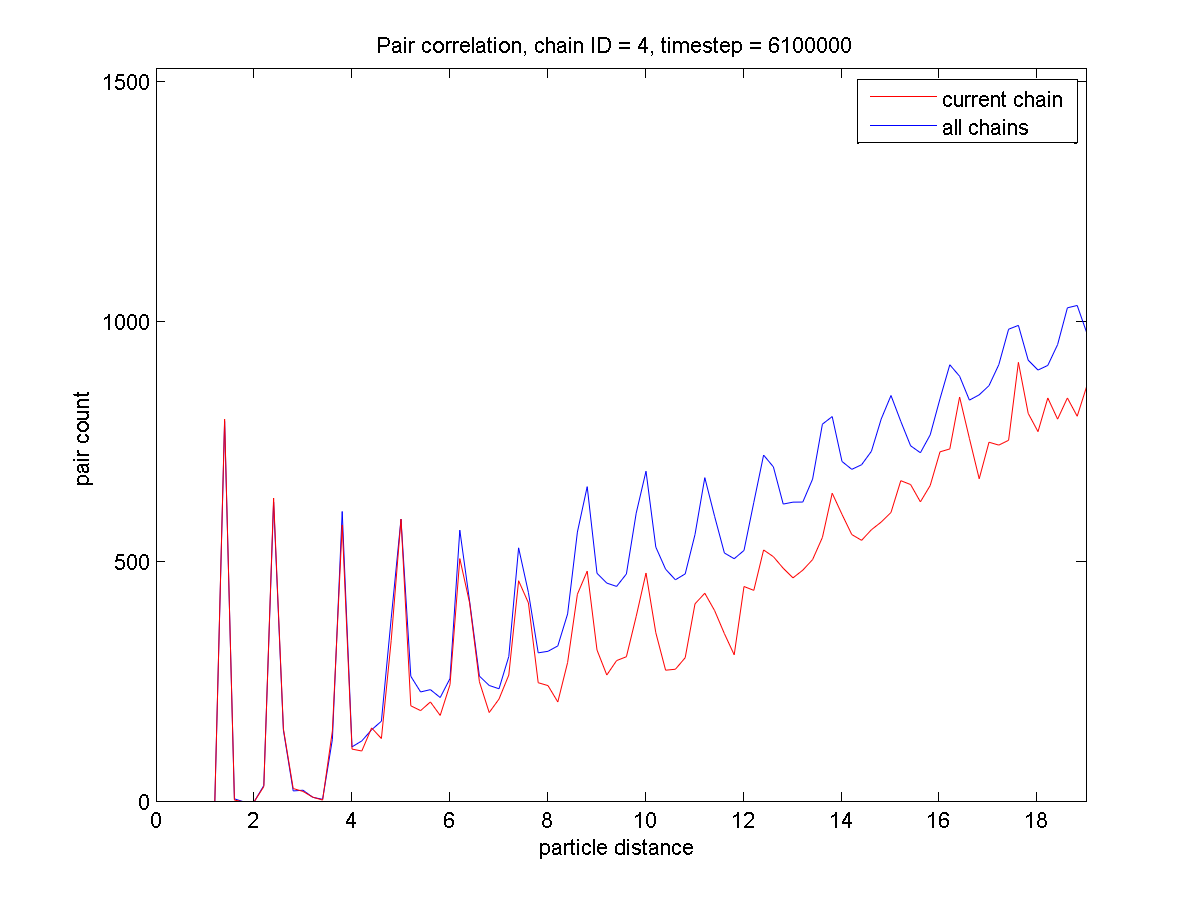 Pair correlation, chain ID = 4, timestep = 6100000
1500
current chain
all chains
1000
pair count
500
0
0 2 4 6 8 10 12 14 16 18
particle distance